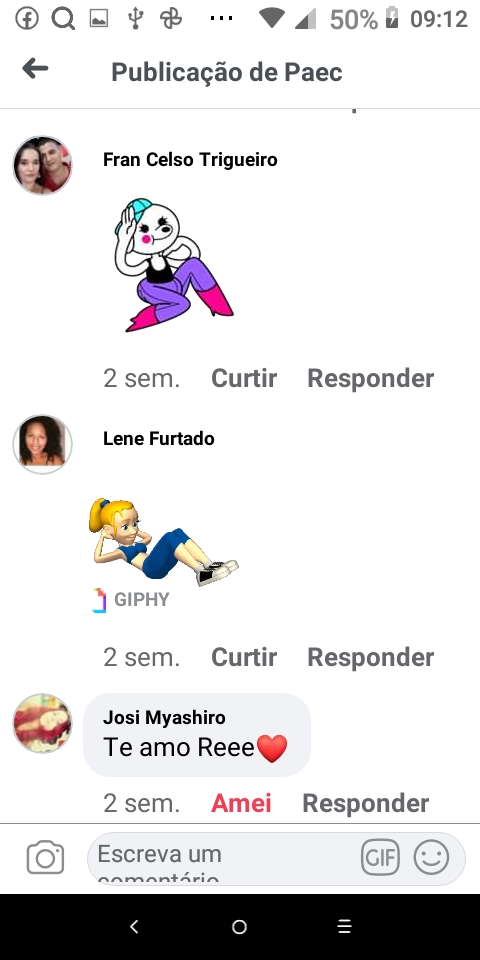 50% 09:12
Publicação de Paec
Fran Celso Trigueiro
2 sem. Curtir Responder
Lene Furtado
GIPHY
2 sem. Curtir Responder
Josi Myashiro
Te amo Reee❤️
2 sem. Amei Responder
Escreva um
comentário
GIF